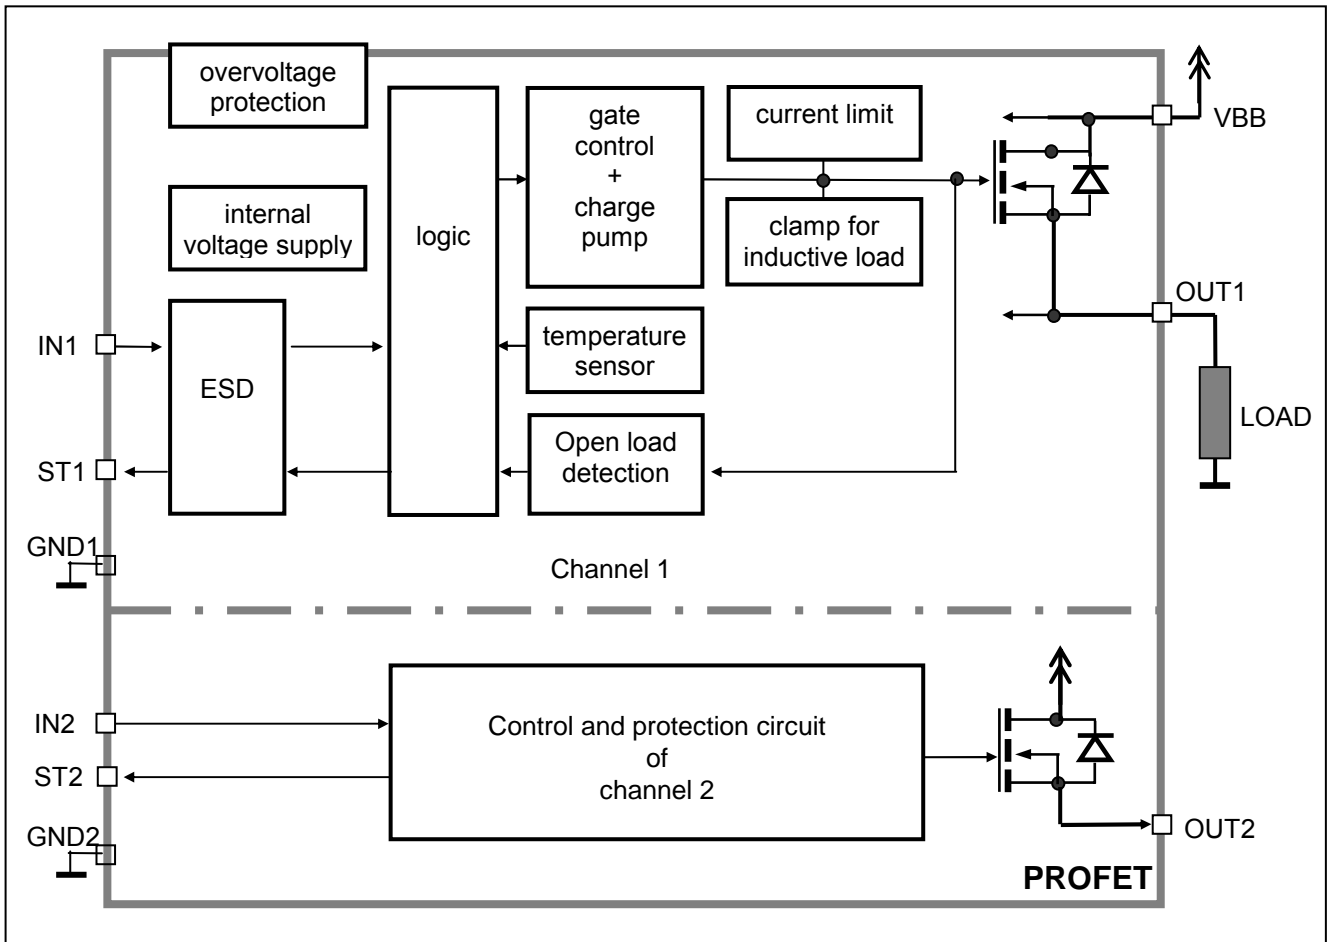 overvoltage
protection
internal
voltage supply
logic
gate
control
+
charge
pump
current limit
clamp for
inductive load
temperature
sensor
Open load
detection
ESD
IN1
ST1
GND1
VBB
OUT1
LOAD
Channel 1
IN2
ST2
GND2
Control and protection circuit
of
channel 2
OUT2
PROFET